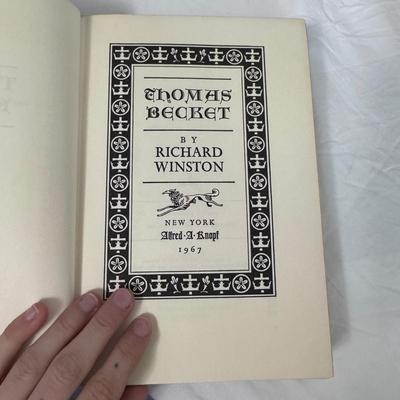 THOMAS
BECKET
BY
RICHARD
WINSTON
NEW YORK
Alfred · A · Knopf
1967